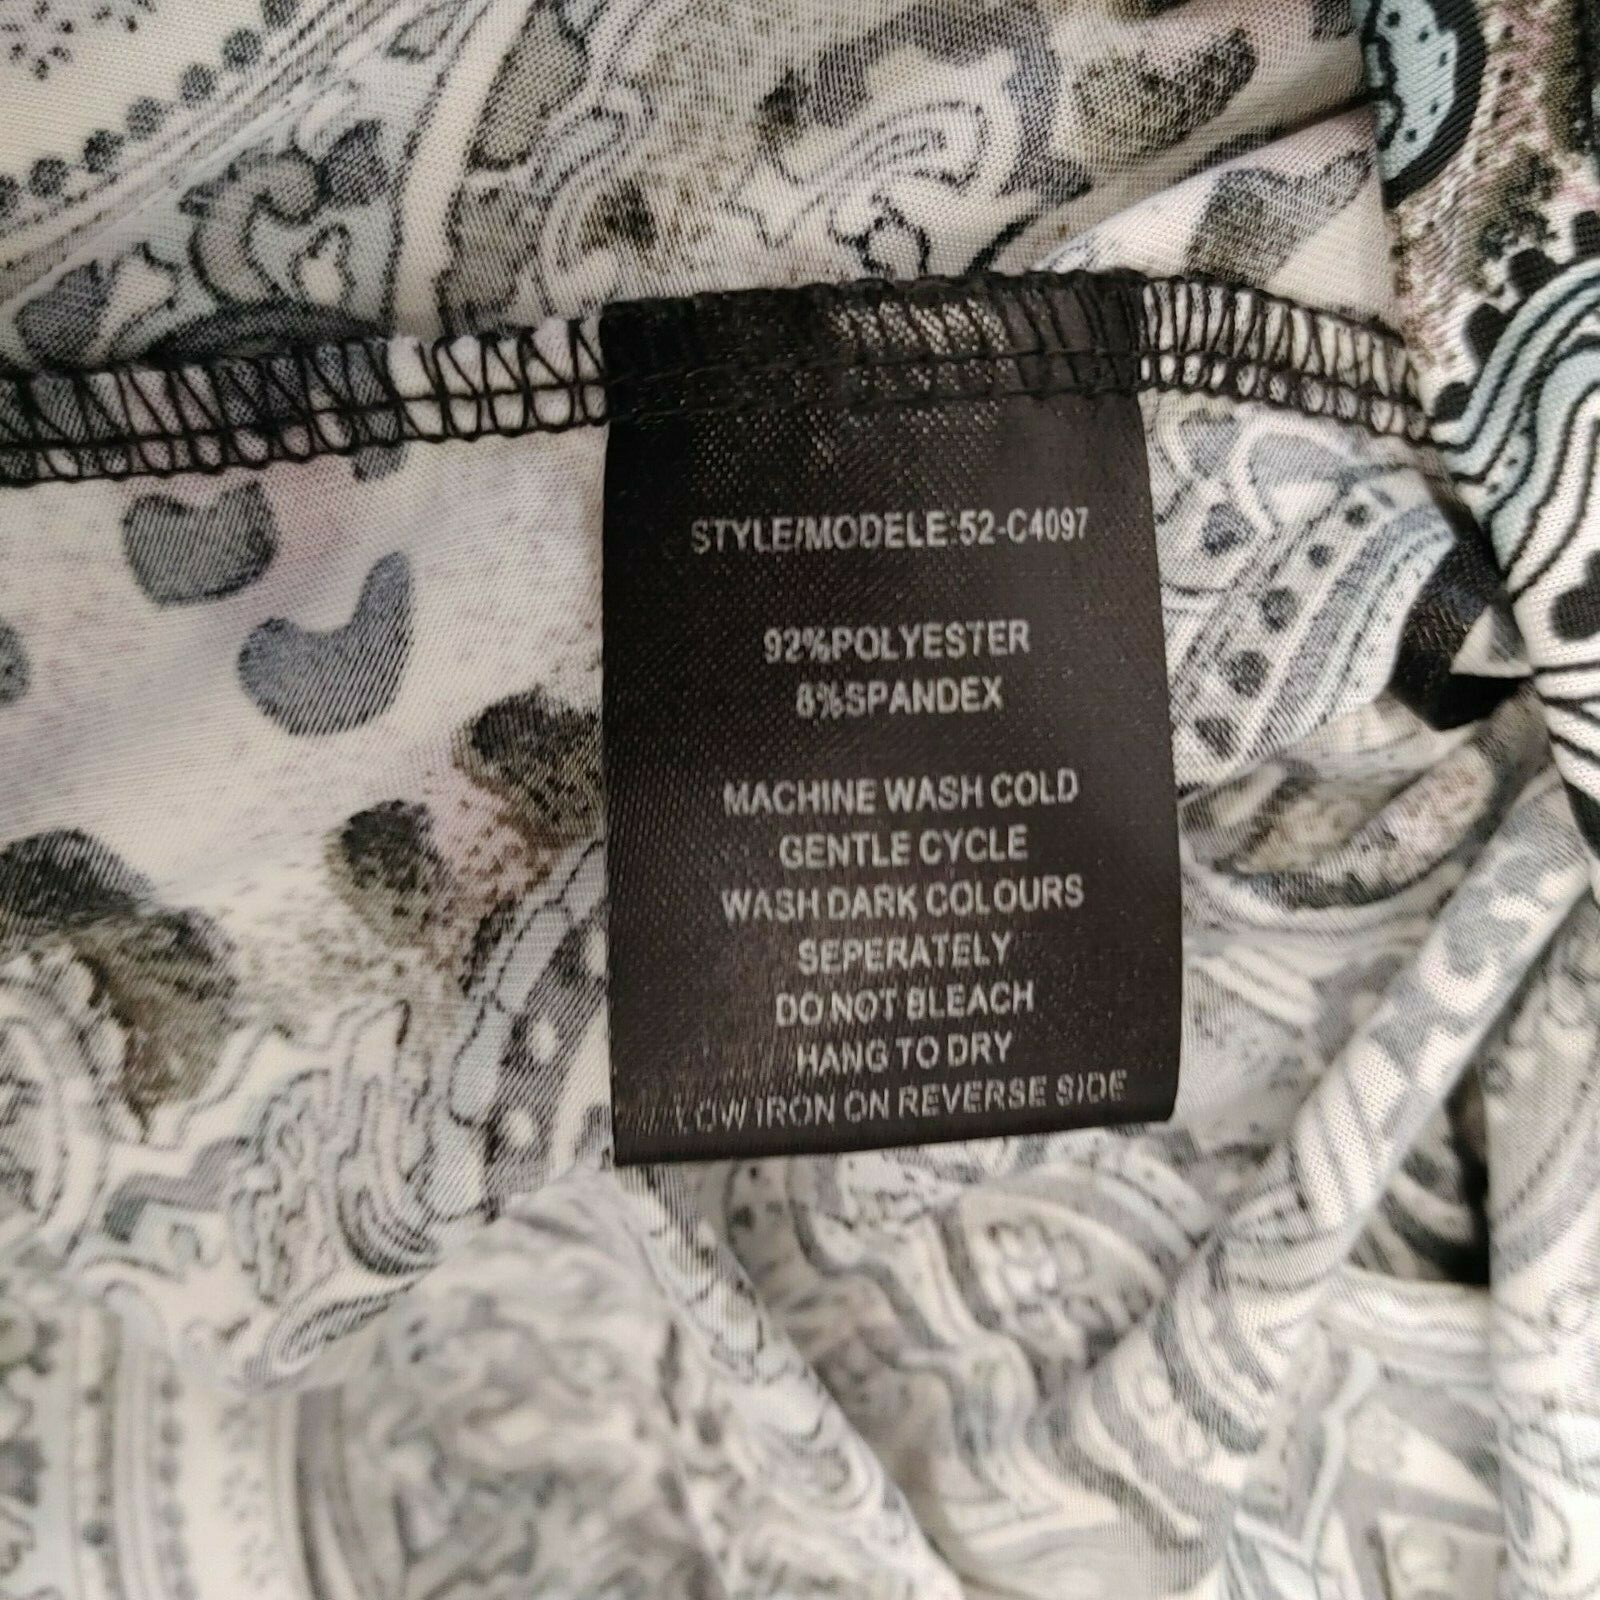 STYLE/MODELE:52-C4097
92%POLYESTER
8%SPANDEX
MACHINE WASH COLD
GENTLE CYCLE
WASH DARK COLOURS
SEPERATELY
DO NOT BLEACH
HANG TO DRY
LOW IRON ON REVERSE SIDE